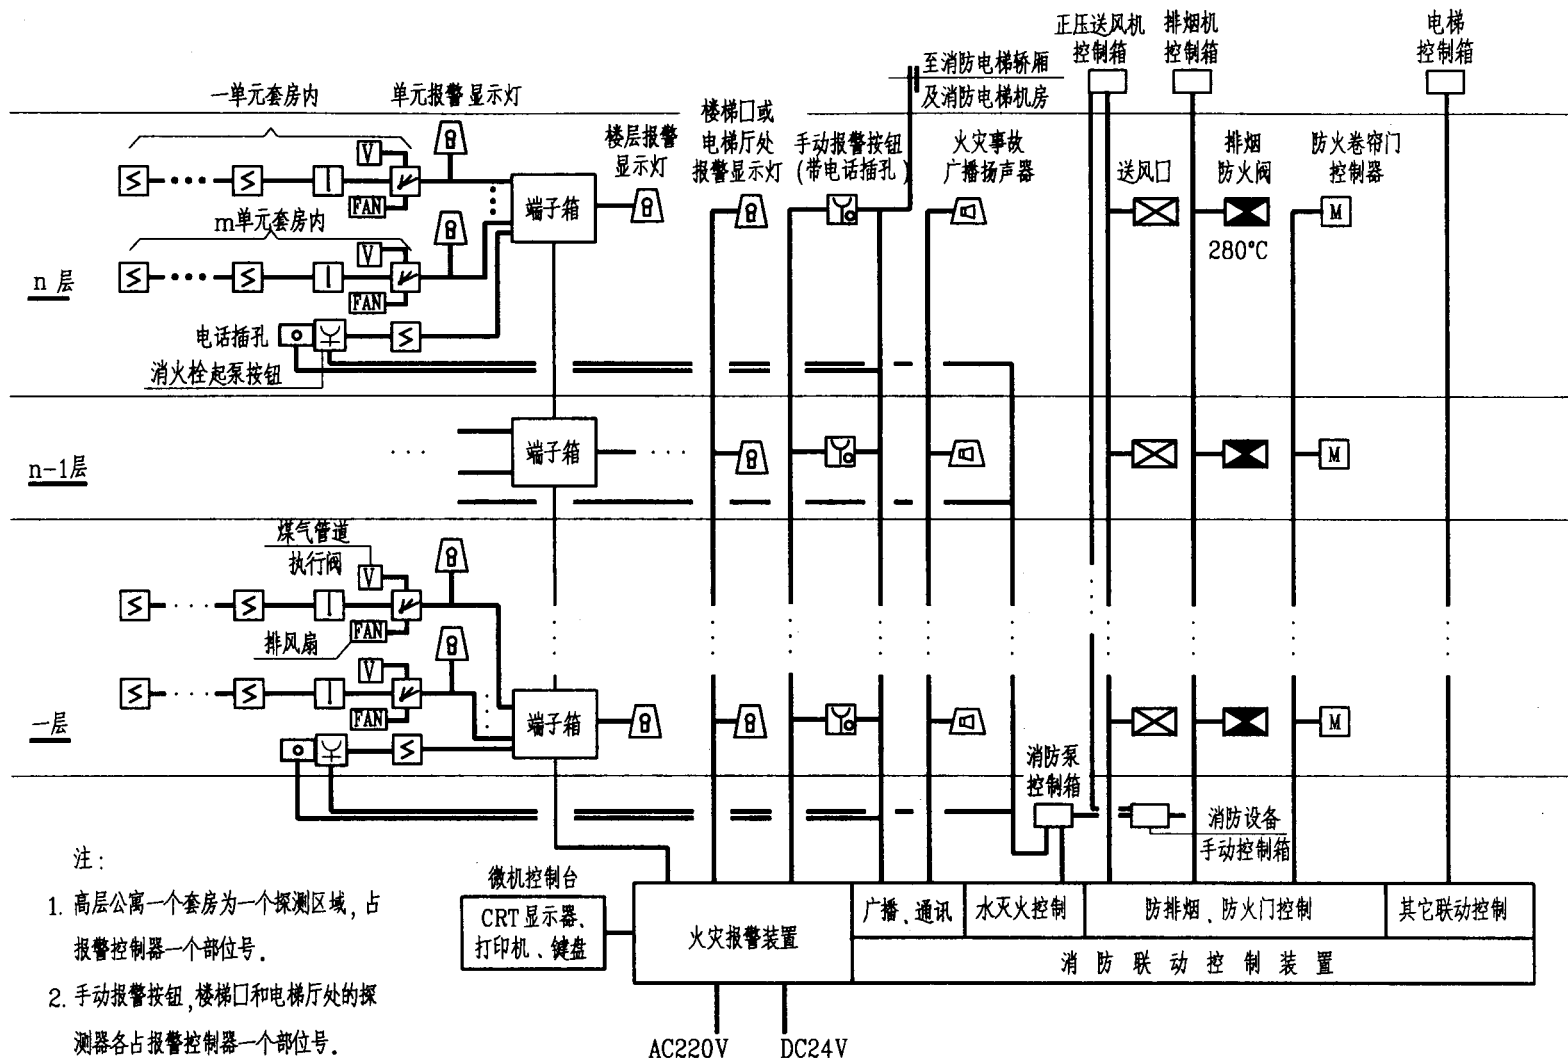 正压送风机
控制箱
排烟机
控制箱
电梯
控制箱
至消防电梯轿厢
及消防电梯机房
一单元套房内
单元报警显示灯
楼层报警
显示灯
楼梯口或
电梯厅处
报警显示灯
手动报警按钮
(带电话插孔)
火灾事故
广播扬声器
送风口
排烟
防火阀
防火卷帘门
控制器
V
FAN
端子箱
M
280°C
m单元套房内
V
FAN
n 层
电话插孔
消火栓起泵按钮
n-1层
···
端子箱
···
M
煤气管道
执行阀
V
FAN
排风扇
V
FAN
一层
端子箱
M
消防泵
控制箱
消防设备
手动控制箱
注:
1. 高层公寓一个套房为一个探测区域,占
报警控制器一个部位号.
2. 手动报警按钮,楼梯口和电梯厅处的探
测器各占报警控制器一个部位号.
微机控制台
CRT显示器、
打印机、键盘
火灾报警装置
广播、通讯
水灭火控制
防排烟、防火门控制
其它联动控制
消防联动控制装置
AC220V
DC24V